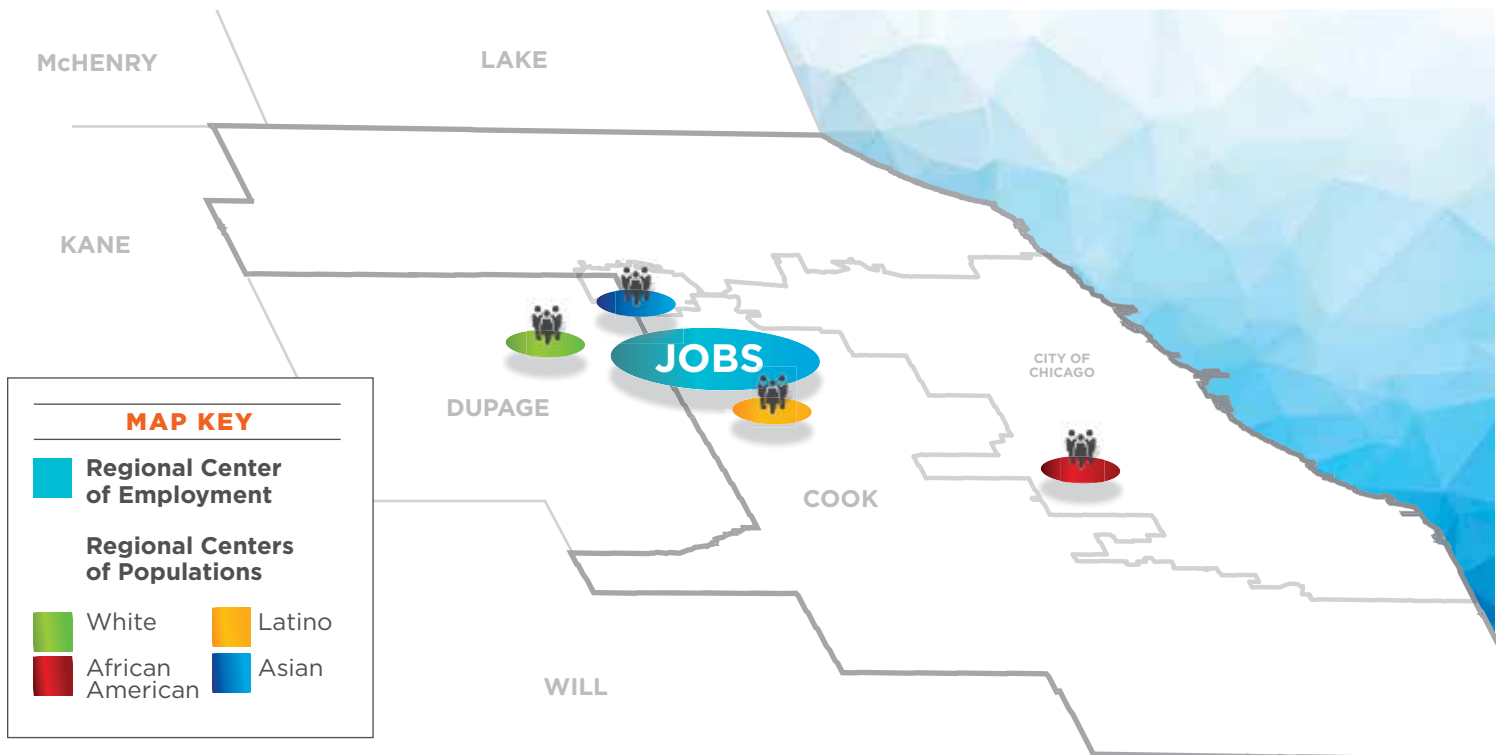 McHENRY
LAKE
KANE
JOBS
CITY OF
CHICAGO
DUPAGE
COOK
WILL
MAP KEY
Regional Center
of Employment
Regional Centers
of Populations
White
Latino
African
American
Asian